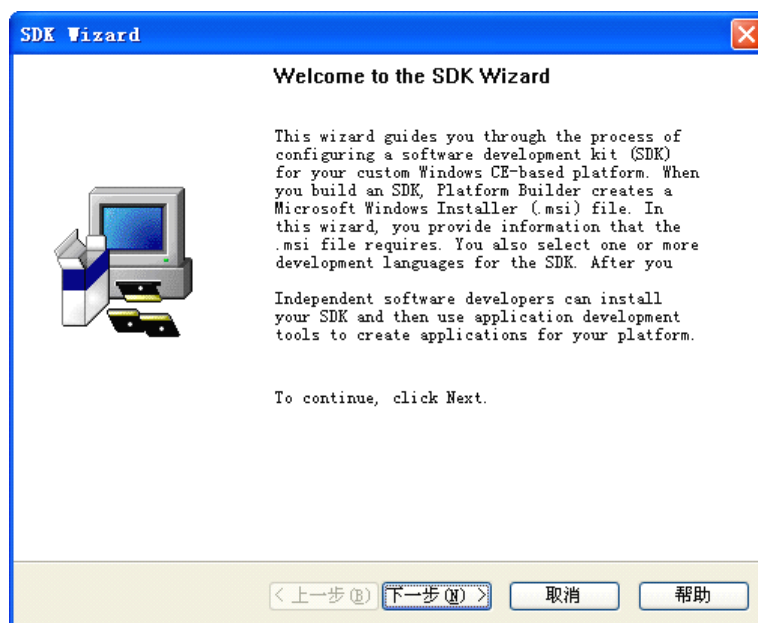 SDK Wizard
Welcome to the SDK Wizard
This wizard guides you through the process of
configuring a software development kit (SDK)
for your custom Windows CE-based platform. When
you build an SDK, Platform Builder creates a
Microsoft Windows Installer (.msi) file. In
this wizard, you provide information that the
.msi file requires. You also select one or more
development languages for the SDK. After you
Independent software developers can install
your SDK and then use application development
tools to create applications for your platform.
To continue, click Next.
< 上一步(B) 下一步(N) > 取消 帮助